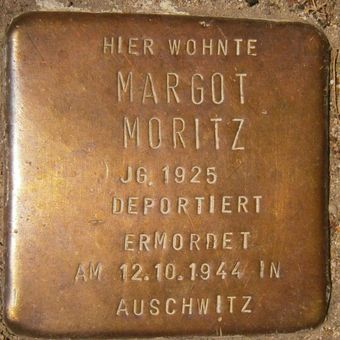 HIER WOHNTE
MARGOT
MORITZ
JG. 1925
DEPORTIERT
ERMORDET
AM 12.10.1944 IN
AUSCHWITZ